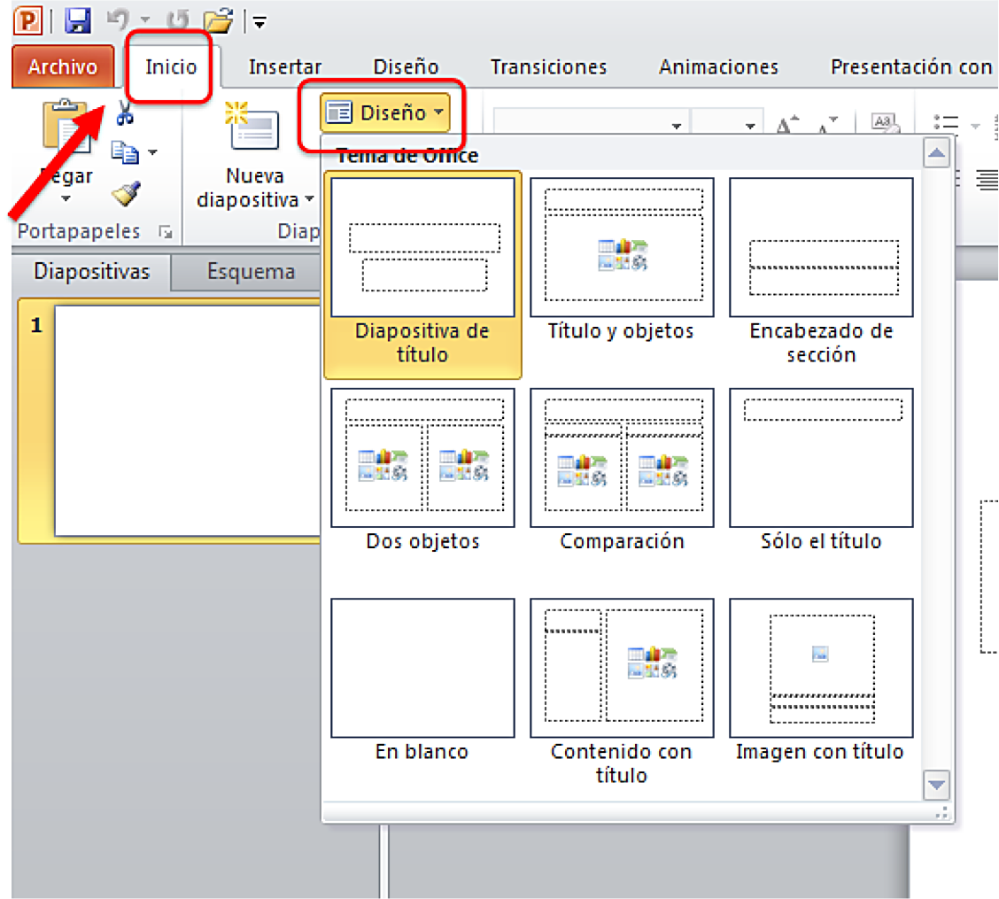 Archivo Inicio Insertar Diseño Transiciones Animaciones Presentación con
Diseño
Pegar
Nueva
diapositiva
Portapapeles
Diap
Tema de Office
Diapositivas Esquema
1
Diapositiva de
título
Título y objetos
Encabezado de
sección
Dos objetos
Comparación
Sólo el título
En blanco
Contenido con
título
Imagen con título